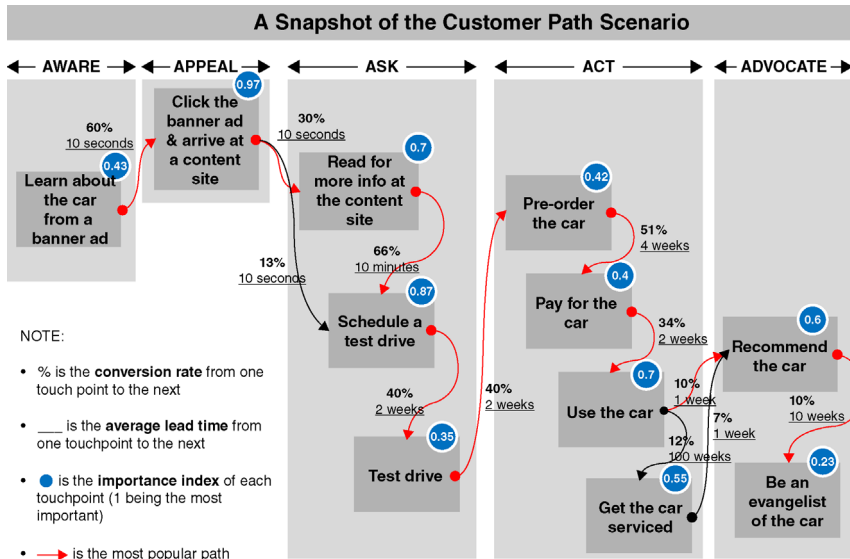 A Snapshot of the Customer Path Scenario
AWARE
APPEAL
ASK
ACT
ADVOCATE
0.97
Click the
banner ad
& arrive at
a content
site
60%
10 seconds
0.43
Learn about
the car
from a
banner ad
30%
10 seconds
0.7
Read for
more info at
the content
site
13%
10 seconds
66%
10 minutes
0.87
Schedule a
test drive
40%
2 weeks
0.35
Test drive
40%
2 weeks
0.42
Pre-order
the car
51%
4 weeks
0.4
Pay for the
car
34%
2 weeks
0.7
Use the car
10%
1 week
12%
100 weeks
0.55
Get the car
serviced
7%
1 week
0.6
Recommend
the car
10%
10 weeks
0.23
Be an
evangelist
of the car
NOTE:
• % is the conversion rate from one
touch point to the next
• ___ is the average lead time from
one touchpoint to the next
• is the importance index of each
touchpoint (1 being the most
important)
• is the most popular path